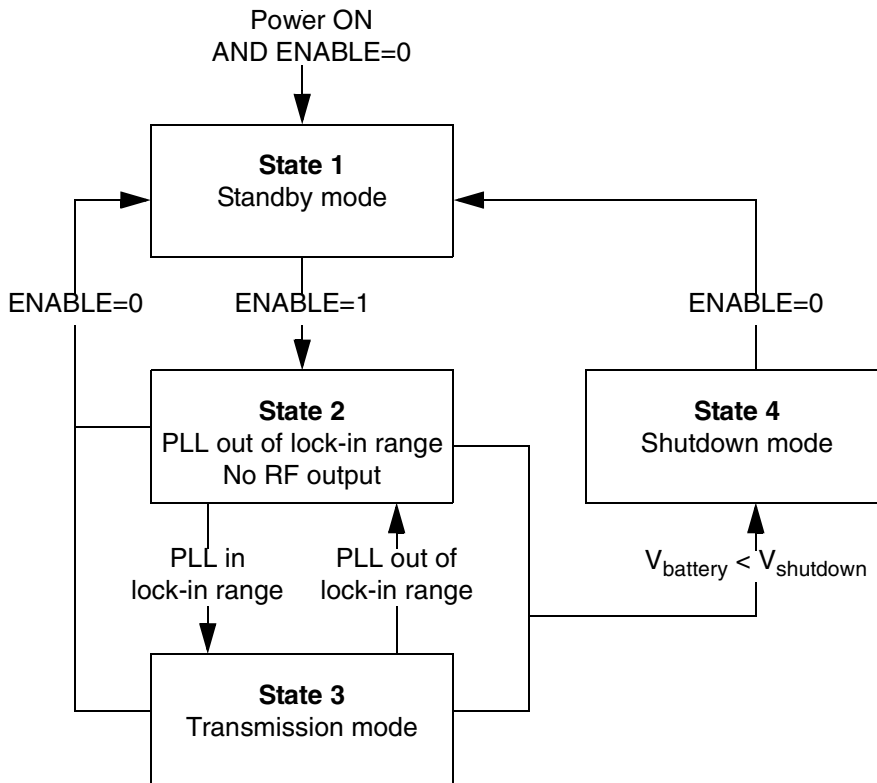 Power ON
AND ENABLE=0
State 1
Standby mode
ENABLE=0
ENABLE=1
ENABLE=0
State 2
PLL out of lock-in range
No RF output
State 4
Shutdown mode
PLL in
lock-in range
PLL out of
lock-in range
Vbattery < Vshutdown
State 3
Transmission mode